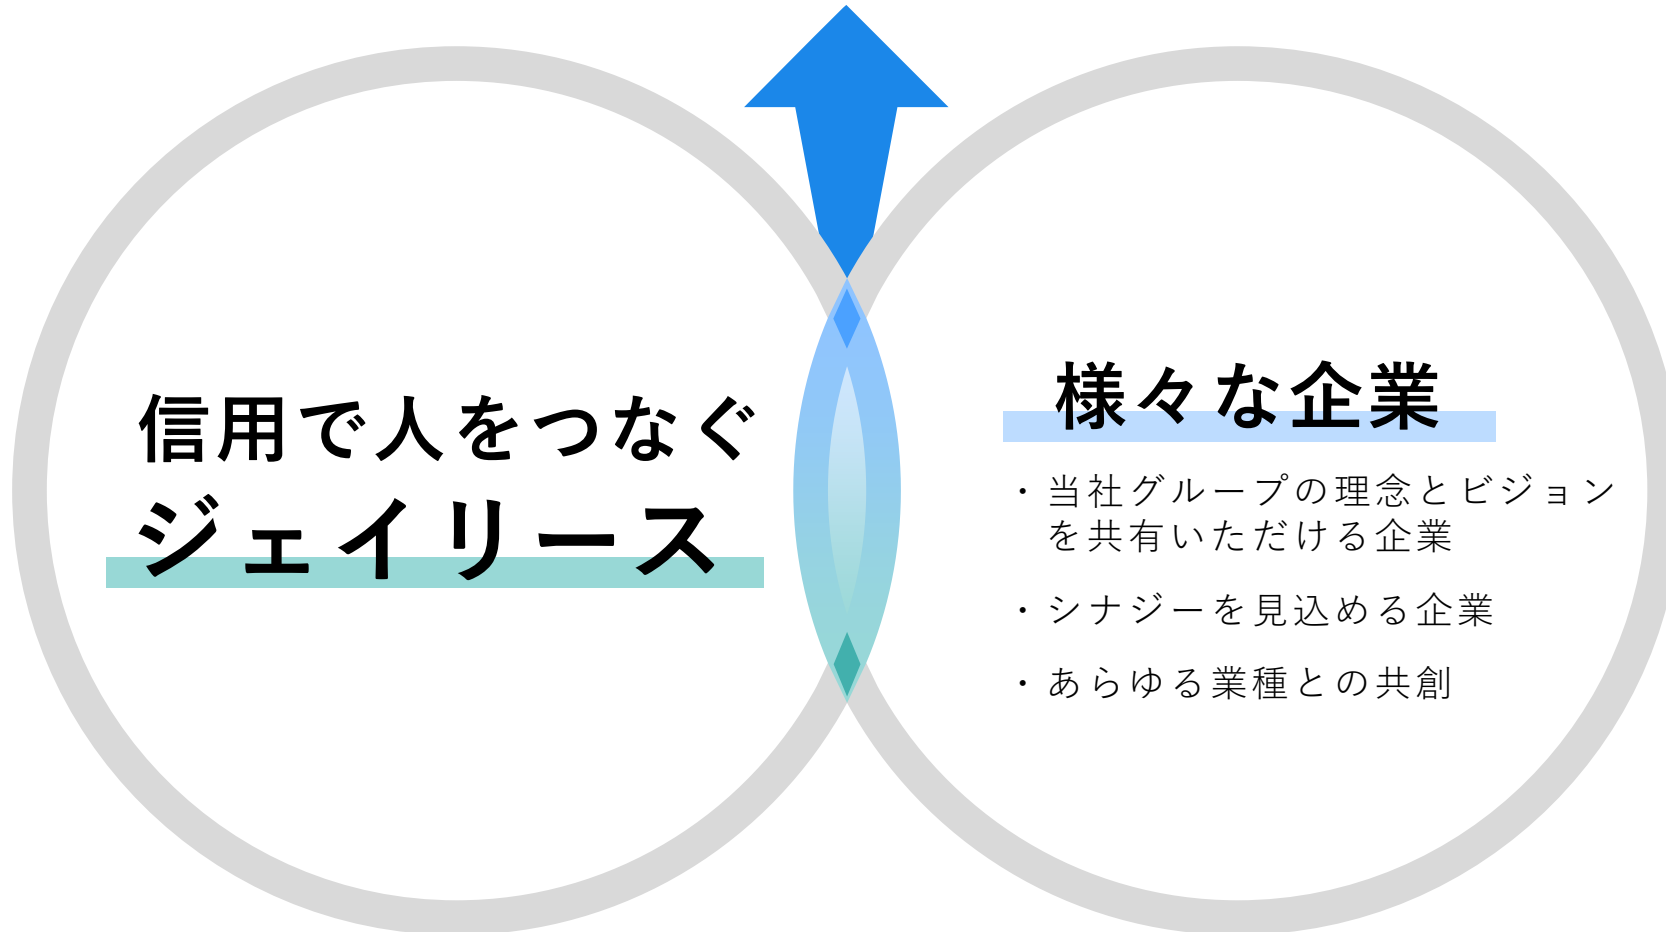 信用で人をつなぐ
ジェイリース
様々な企業
・当社グループの理念とビジョン
を共有いただける企業
・シナジーを見込める企業
・あらゆる業種との共創